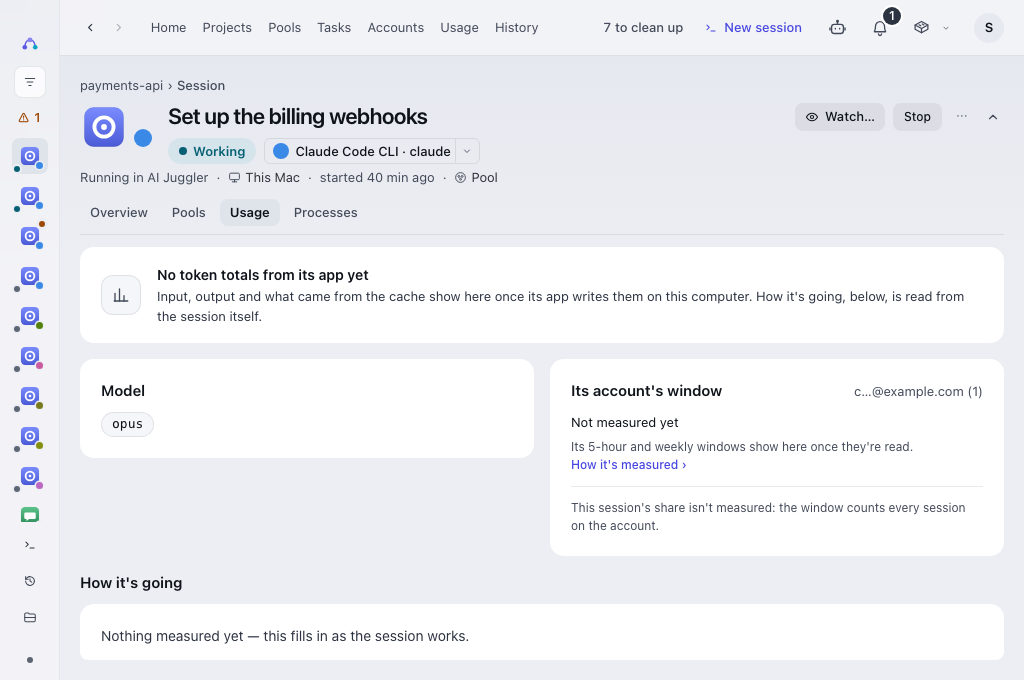 Home Projects Pools Tasks Accounts Usage History 7 to clean up New session 1 S
payments-api › Session
1
Set up the billing webhooks
Watch... Stop
Working Claude Code CLI · claude
Running in AI Juggler · This Mac · started 40 min ago · Pool
Overview Pools Usage Processes
No token totals from its app yet
Input, output and what came from the cache show here once its app writes them on this computer. How it's going, below, is read from
the session itself.
Model
opus
Its account's window c...@example.com (1)
Not measured yet
Its 5-hour and weekly windows show here once they're read.
How it's measured ›
This session's share isn't measured: the window counts every session
on the account.
How it's going
Nothing measured yet — this fills in as the session works.